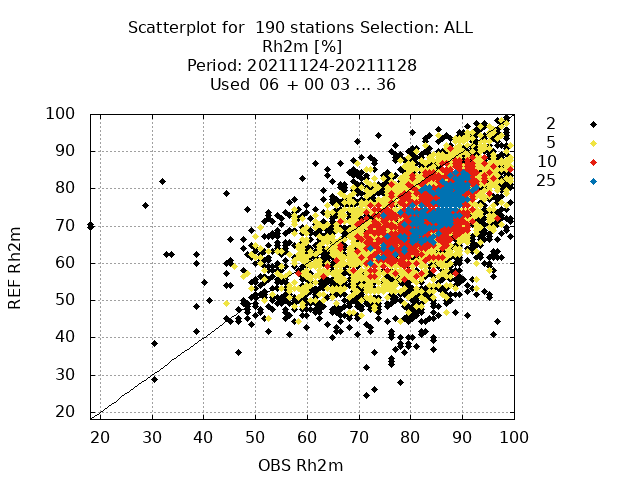 Scatterplot for 190 stations Selection: ALL
Rh2m [%]
Period: 20211124-20211128
Used 06 + 00 03 ... 36
100
90
80
70
60
50
40
30
20
REF Rh2m
20 30 40 50 60 70 80 90 100
OBS Rh2m
2
5
10
25